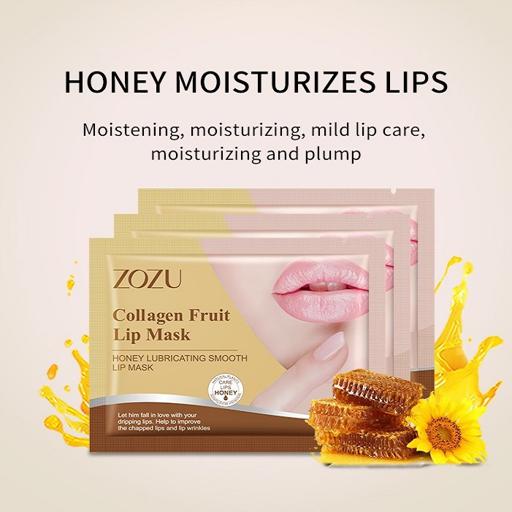 HONEY MOISTURIZES LIPS
Moistening, moisturizing, mild lip care,
moisturizing and plump
ZOZU
Collagen Fruit
Lip Mask
HONEY LUBRICATING SMOOTH
LIP MASK
CARE
LIPS
HONEY
Let him fall in love with your
dripping lips. Help to improve
the chapped lips and lip wrinkles